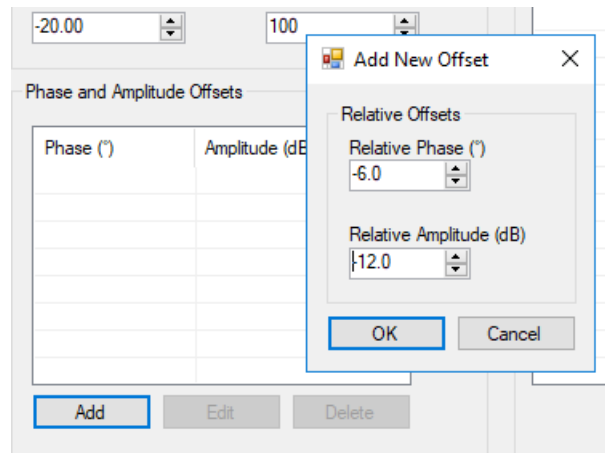 -20.00
100
Add New Offset
Phase and Amplitude Offsets
Relative Offsets
Phase (°)
Amplitude (dB
Relative Phase (°)
-6.0
Relative Amplitude (dB)
-12.0
OK
Cancel
Add
Edit
Delete